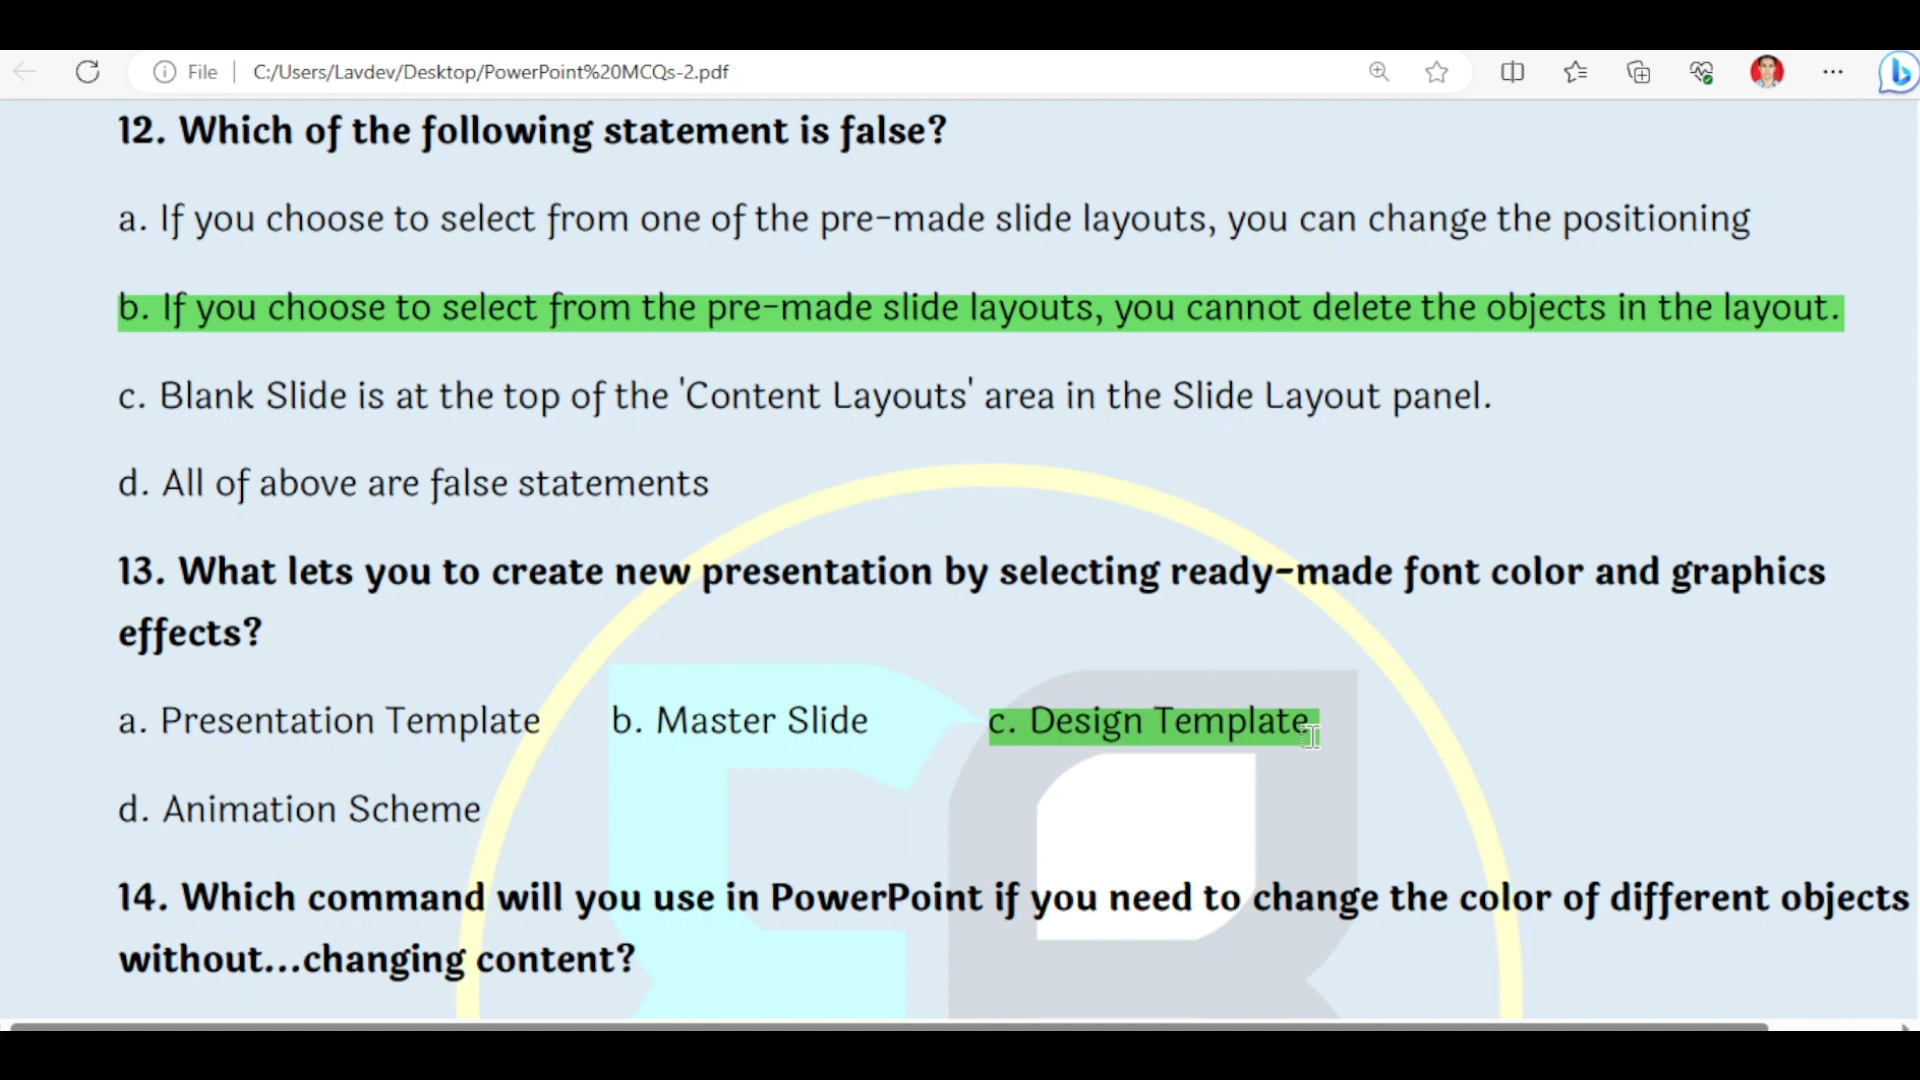 File
C:/Users/Lavdev/Desktop/PowerPoint%20MCQs-2.pdf
12. Which of the following statement is false?
a. If you choose to select from one of the pre-made slide layouts, you can change the positioning
b. If you choose to select from the pre-made slide layouts, you cannot delete the objects in the layout.
c. Blank Slide is at the top of the 'Content Layouts' area in the Slide Layout panel.
d. All of above are false statements
13. What lets you to create new presentation by selecting ready-made font color and graphics
effects?
a. Presentation Template b. Master Slide c. Design Template
d. Animation Scheme
14. Which command will you use in PowerPoint if you need to change the color of different objects
without...changing content?